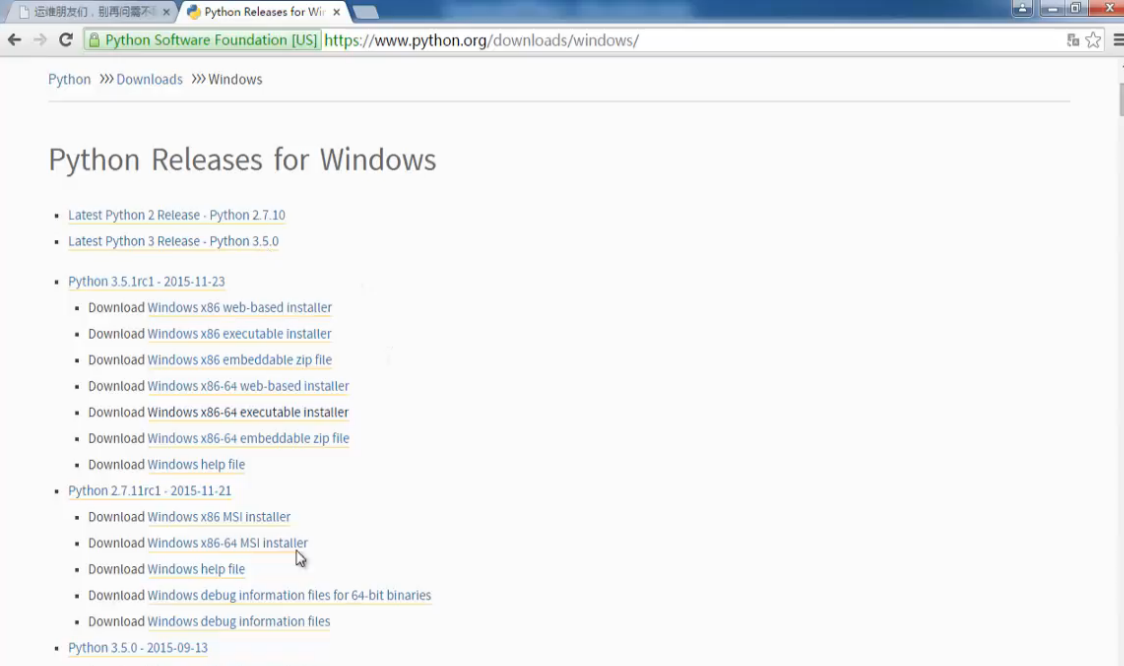 运维朋友们，别再问需不
Python Releases for Win
Python Software Foundation [US] https://www.python.org/downloads/windows/
Python >>> Downloads >>> Windows
Python Releases for Windows
Latest Python 2 Release - Python 2.7.10
Latest Python 3 Release - Python 3.5.0
Python 3.5.1rc1 - 2015-11-23
Download Windows x86 web-based installer
Download Windows x86 executable installer
Download Windows x86 embeddable zip file
Download Windows x86-64 web-based installer
Download Windows x86-64 executable installer
Download Windows x86-64 embeddable zip file
Download Windows help file
Python 2.7.11rc1 - 2015-11-21
Download Windows x86 MSI installer
Download Windows x86-64 MSI installer
Download Windows help file
Download Windows debug information files for 64-bit binaries
Download Windows debug information files
Python 3.5.0 - 2015-09-13